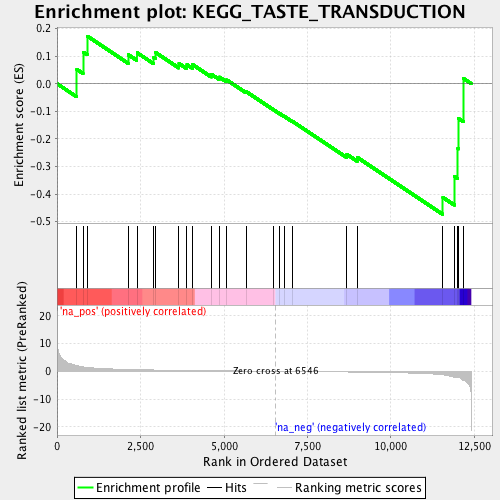 Enrichment plot: KEGG_TASTE_TRANSDUCTION
Enrichment score (ES)
0.2
0.1
0.0
-0.1
-0.2
-0.3
-0.4
-0.5
'na_pos' (positively correlated)
Ranked list metric (PreRanked)
20
10
0
-10
-20
Zero cross at 6546
'na_neg' (negatively correlated)
0
2,500
5,000
7,500
10,000
12,500
Rank in Ordered Dataset
Enrichment profile
Hits
Ranking metric scores